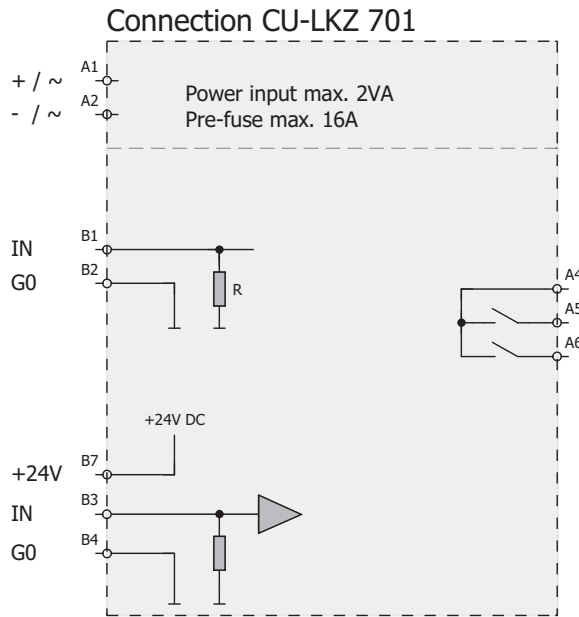 Connection CU-LKZ 701
+ / ~ A1
- / ~ A2
Power input max. 2VA
Pre-fuse max. 16A
IN B1
G0 B2
R
A4
A5
A6
+24V DC
+24V B7
IN B3
G0 B4